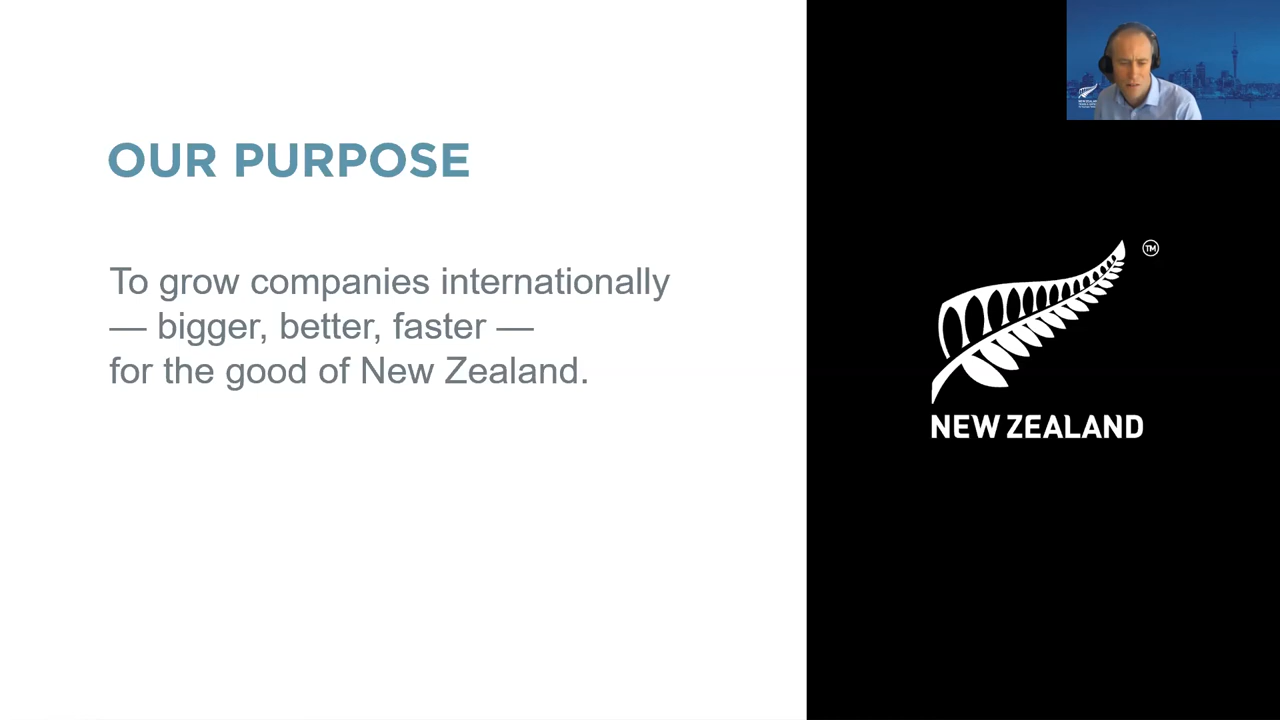 OUR PURPOSE
To grow companies internationally
— bigger, better, faster —
for the good of New Zealand.
TM
NEW ZEALAND